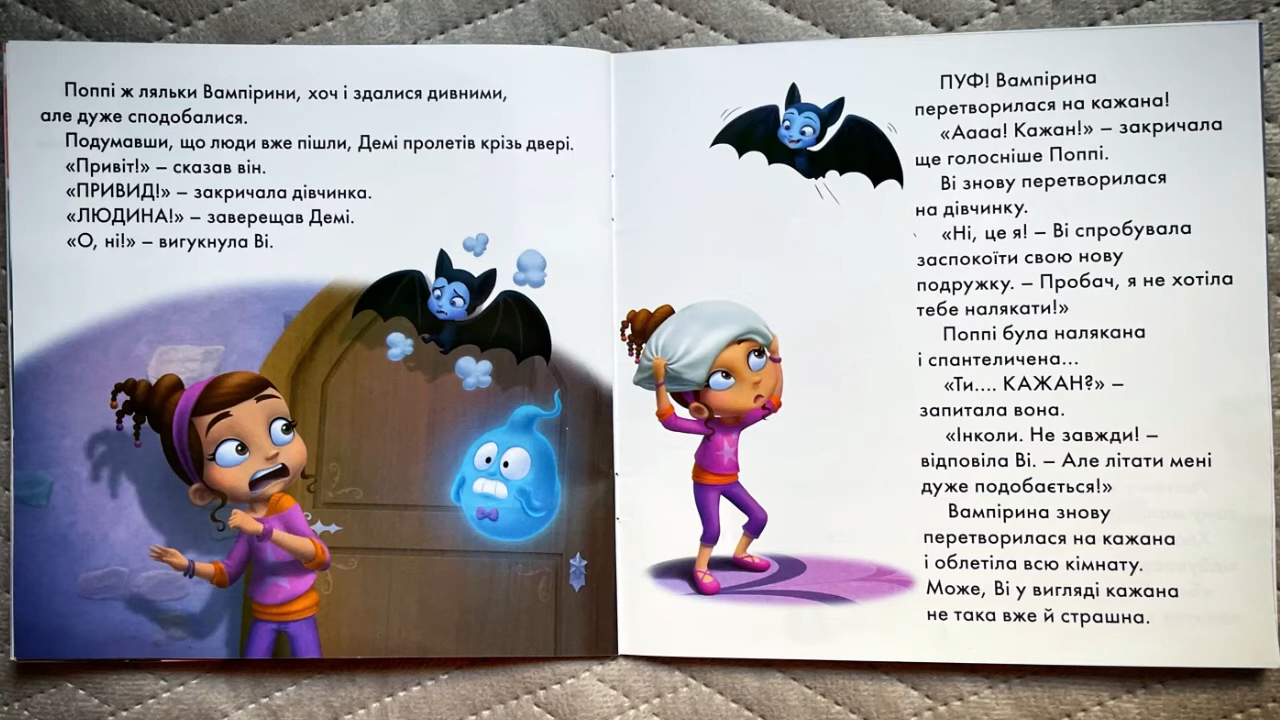 Поппі ж ляльки Вампірини, хоч і здалися дивними,
але дуже сподобалися.
Подумавши, що люди вже пішли, Демі пролетів крізь двері.
«Привіт!» – сказав він.
«ПРИВИД!» – закричала дівчинка.
«ЛЮДИНА!» – заверещав Демі.
«О, ні!» – вигукнула Ві.
ПУФ! Вампірина
перетворилася на кажана!
«Аааа! Кажан!» – закричала
ще голосніше Поппі.
Ві знову перетворилася
на дівчинку.
«Ні, це я! – Ві спробувала
заспокоїти свою нову
подружку. – Пробач, я не хотіла
тебе налякати!»
Поппі була налякана
і спантеличена...
«Ти.... КАЖАН?» –
запитала вона.
«Інколи. Не завжди! –
відповіла Ві. – Але літати мені
дуже подобається!»
Вампірина знову
перетворилася на кажана
і облетіла всю кімнату.
Може, Ві у вигляді кажана
не така вже й страшна.